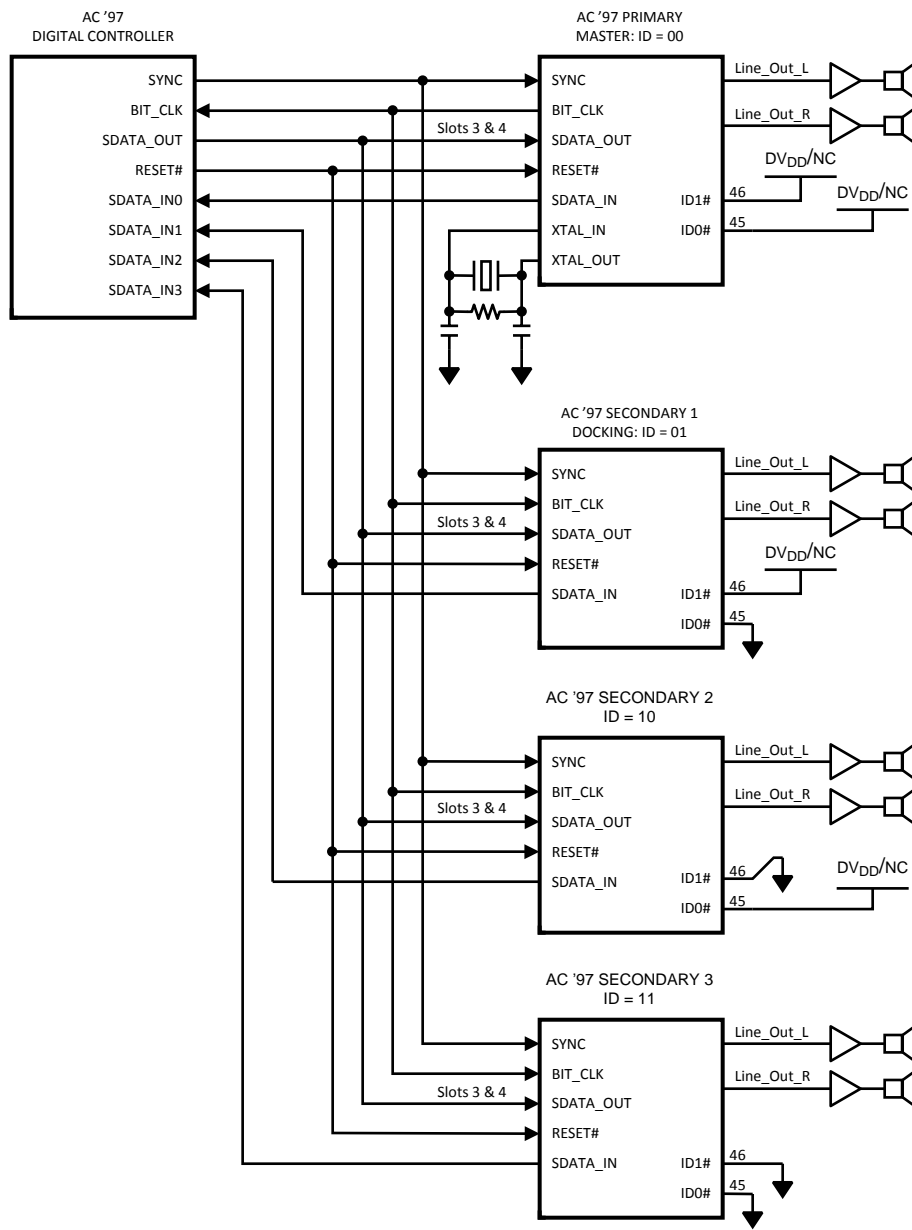 AC '97
DIGITAL CONTROLLER
SYNC
BIT_CLK
SDATA_OUT
RESET#
SDATA_IN0
SDATA_IN1
SDATA_IN2
SDATA_IN3
AC '97 PRIMARY
MASTER: ID = 00
Slots 3 & 4
SYNC
BIT_CLK
SDATA_OUT
RESET#
SDATA_IN
XTAL_IN
XTAL_OUT
ID1#
ID0#
46
45
Line_Out_L
Line_Out_R
DVDD/NC
DVDD/NC
AC '97 SECONDARY 1
DOCKING: ID = 01
Slots 3 & 4
SYNC
BIT_CLK
SDATA_OUT
RESET#
SDATA_IN
ID1#
ID0#
46
45
Line_Out_L
Line_Out_R
DVDD/NC
AC '97 SECONDARY 2
ID = 10
Slots 3 & 4
SYNC
BIT_CLK
SDATA_OUT
RESET#
SDATA_IN
ID1#
ID0#
46
45
Line_Out_L
Line_Out_R
DVDD/NC
AC '97 SECONDARY 3
ID = 11
Slots 3 & 4
SYNC
BIT_CLK
SDATA_OUT
RESET#
SDATA_IN
ID1#
ID0#
46
45
Line_Out_L
Line_Out_R